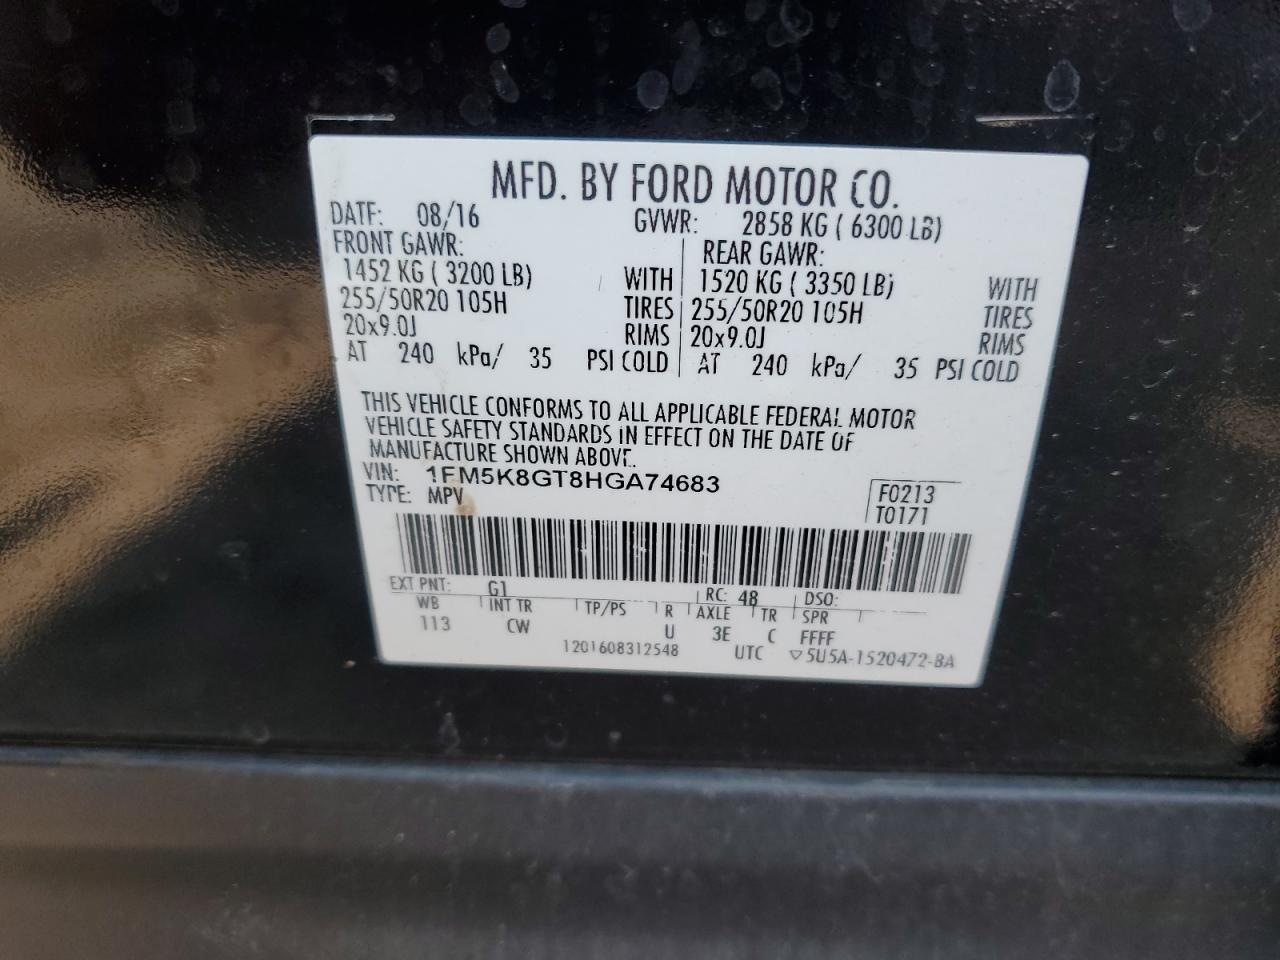 MFD. BY FORD MOTOR CO.
DATE: 08/16 GVWR: 2858 KG ( 6300 LB)
FRONT GAWR: REAR GAWR:
1452 KG ( 3200 LB) WITH 1520 KG ( 3350 LB) WITH
255/50R20 105H TIRES 255/50R20 105H TIRES
20x9.0J RIMS 20x9.0J RIMS
AT 240 kPa/ 35 PSI COLD AT 240 kPa/ 35 PSI COLD
THIS VEHICLE CONFORMS TO ALL APPLICABLE FEDERAL MOTOR
VEHICLE SAFETY STANDARDS IN EFFECT ON THE DATE OF
MANUFACTURE SHOWN ABOVE.
VIN: 1FM5K8GT8HGA74683
TYPE: MPV
F0213
T0171
EXT PNT: G1 RC: 48 DSO:
WB INT TR TP/PS R AXLE TR SPR
113 CW U 3E C FFFF
1201608312548 UTC ▽5U5A-1520472-BA